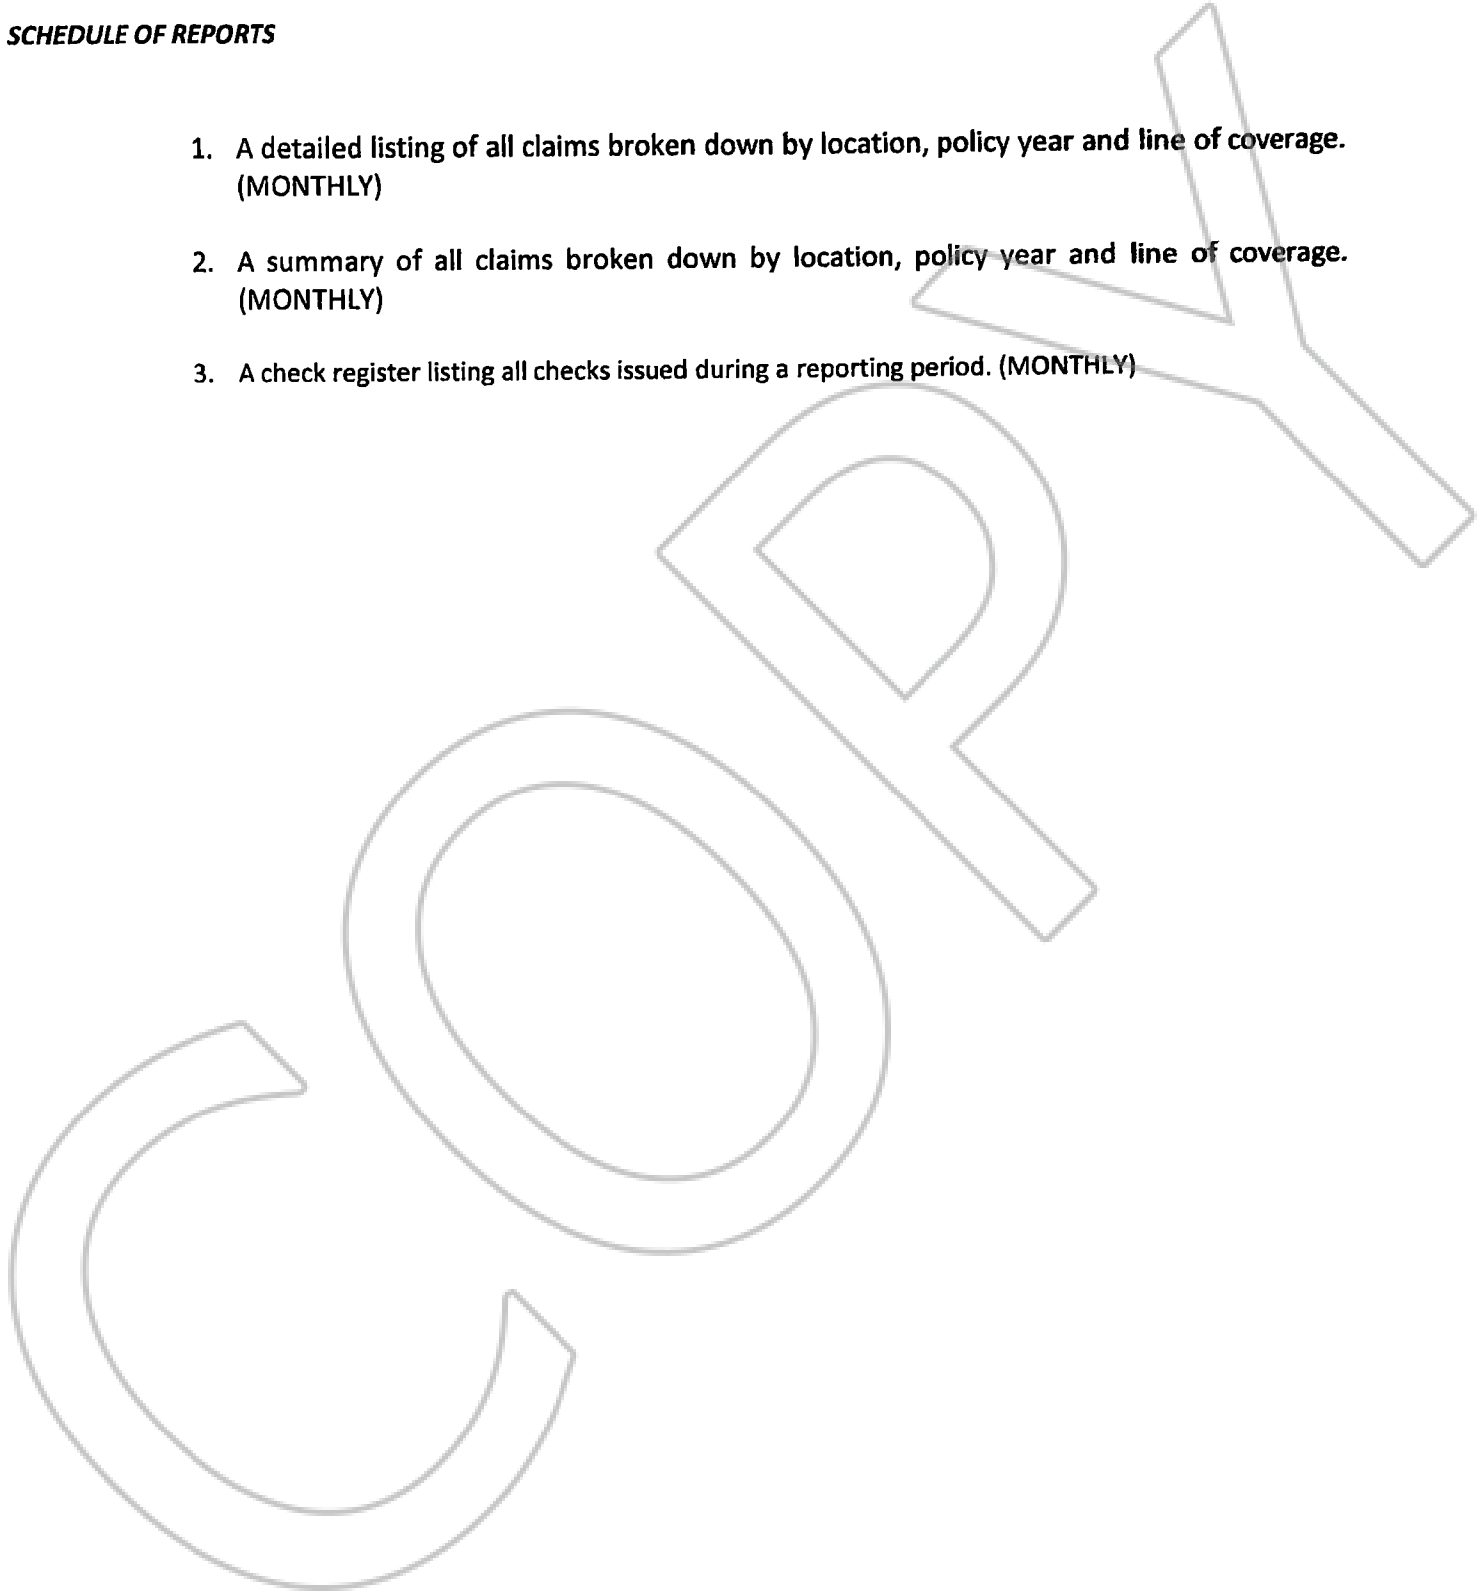 SCHEDULE OF REPORTS
1. A detailed listing of all claims broken down by location, policy year and line of coverage.
(MONTHLY)
2. A summary of all claims broken down by location, policy year and line of coverage.
(MONTHLY)
3. A check register listing all checks issued during a reporting period. (MONTHLY)
COPY